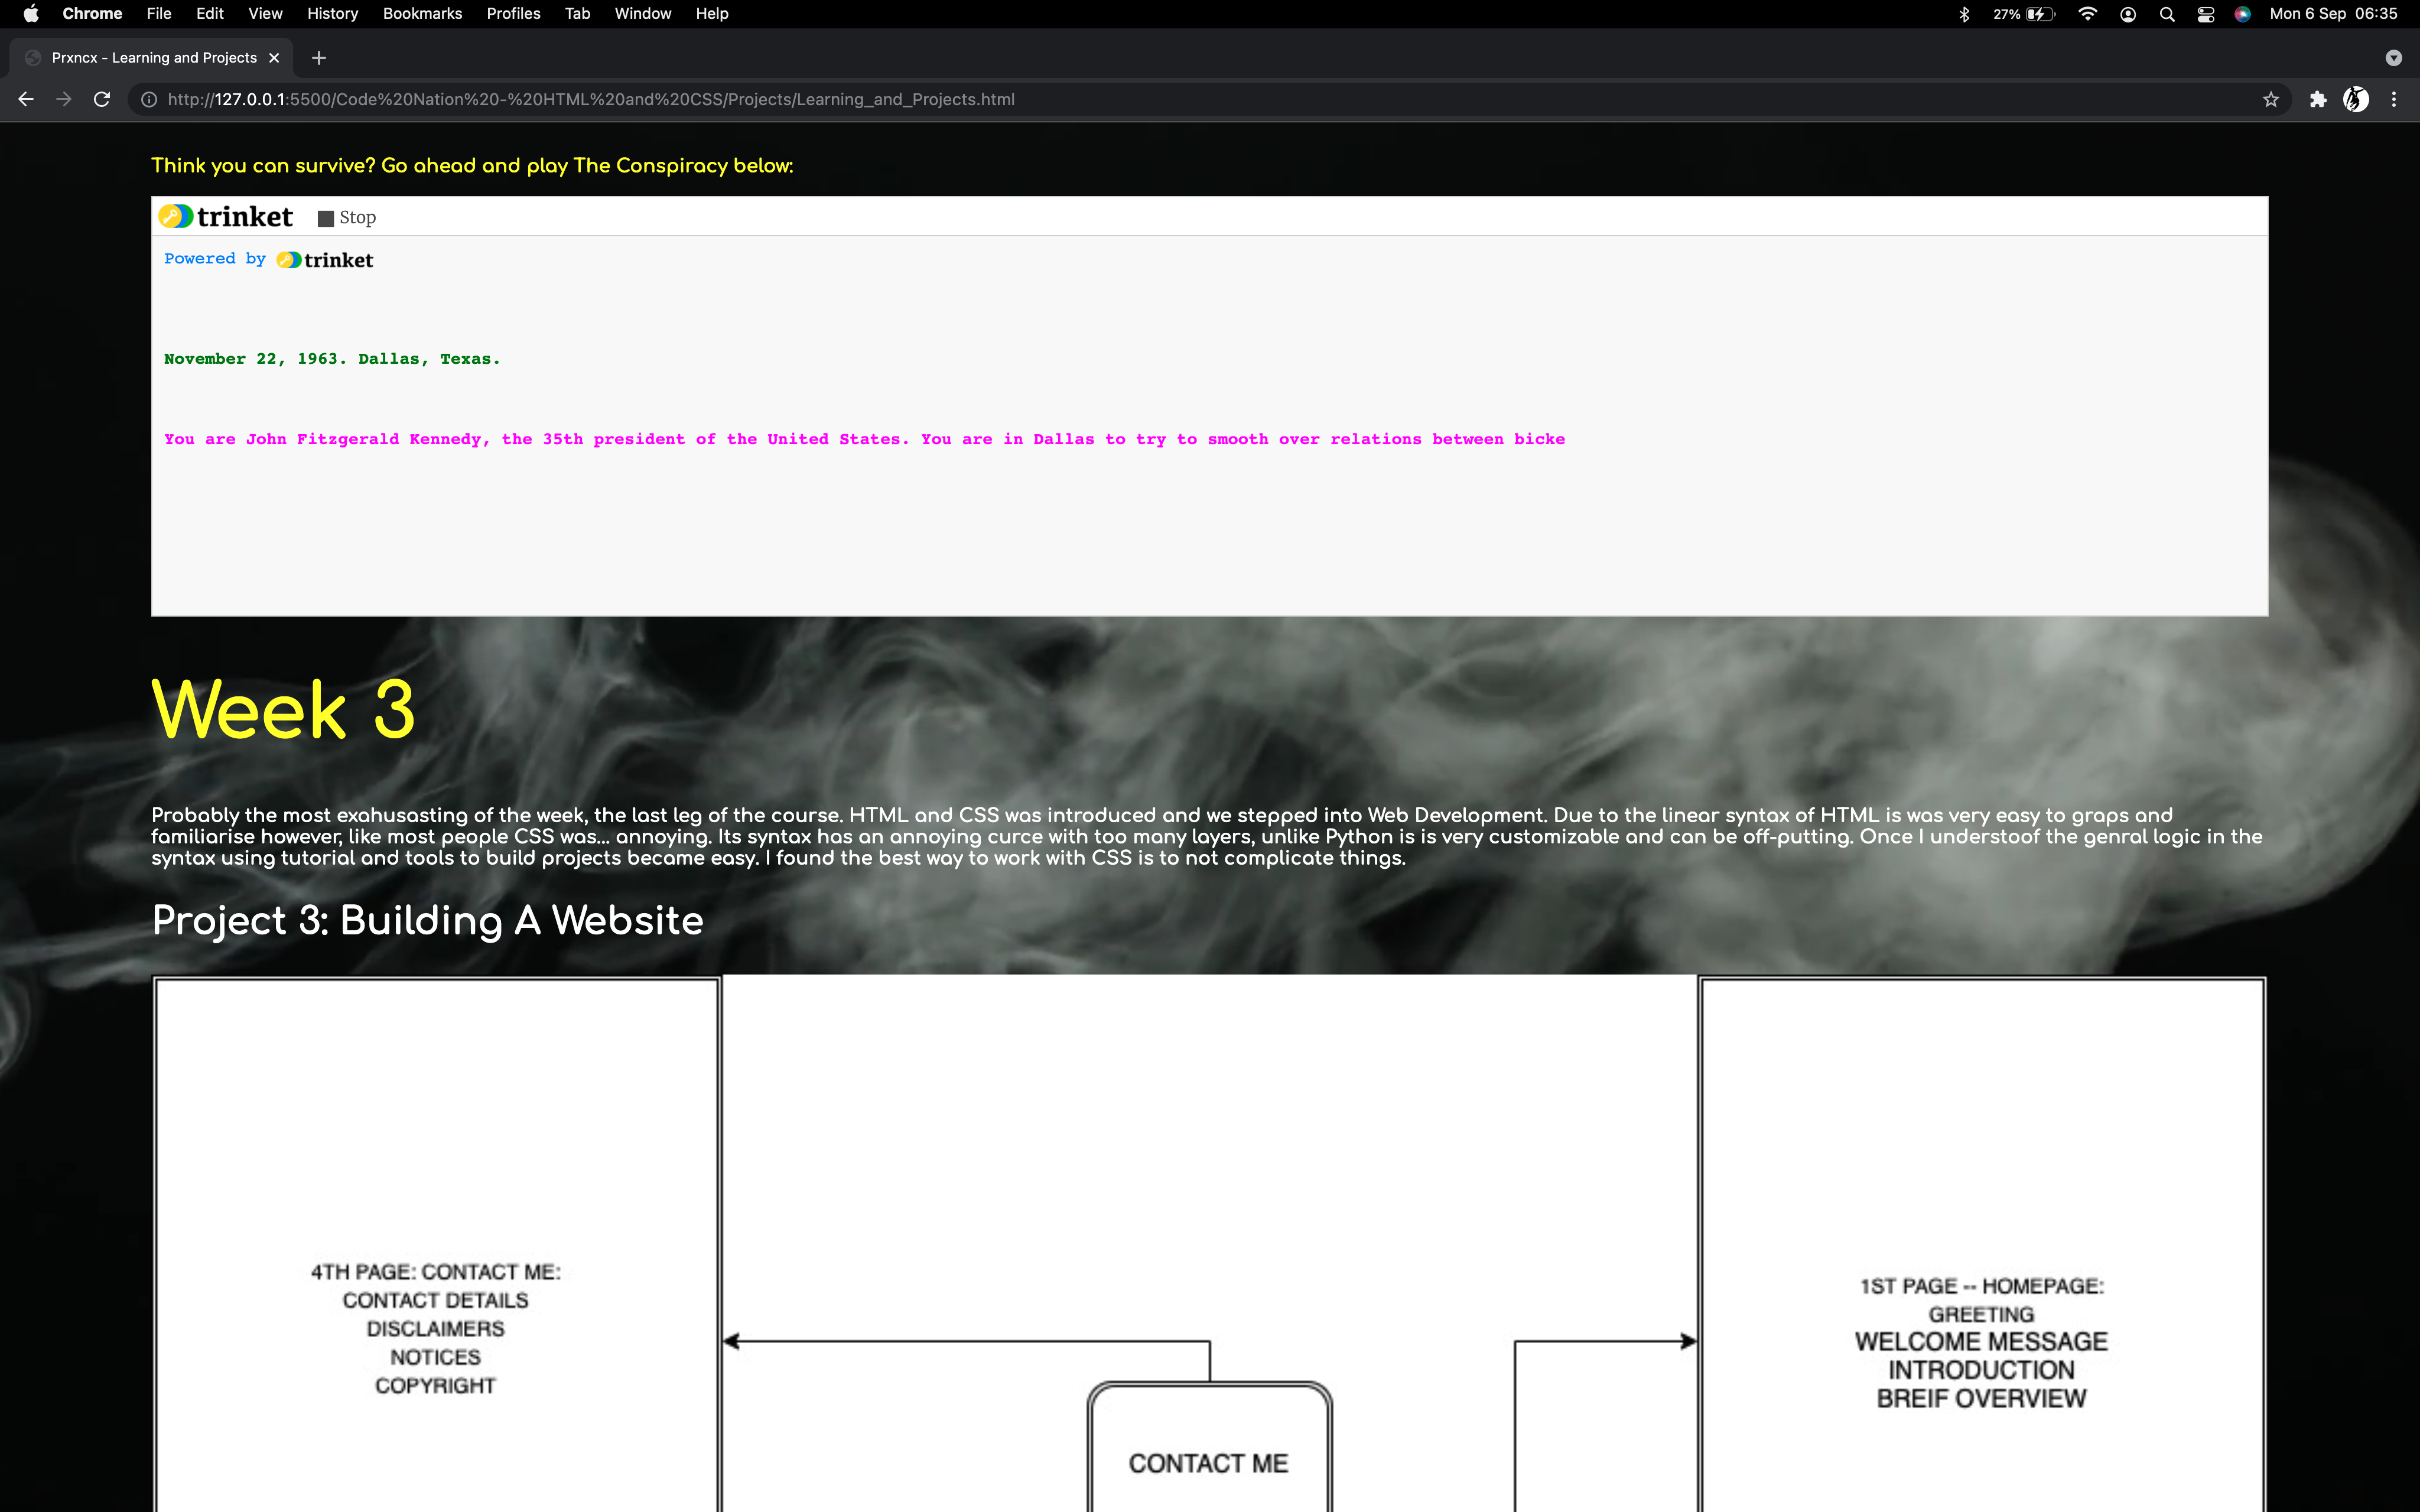 Chrome File Edit View History Bookmarks Profiles Tab Window Help 27% Mon 6 Sep 06:35
Prxncx - Learning and Projects
http://127.0.0.1:5500/Code%20Nation%20-%20HTML%20and%20CSS/Projects/Learning_and_Projects.html
Think you can survive? Go ahead and play The Conspiracy below:
trinket Stop
Powered by trinket
November 22, 1963. Dallas, Texas.
You are John Fitzgerald Kennedy, the 35th president of the United States. You are in Dallas to try to smooth over relations between bicke
Week 3
Probably the most exahusasting of the week, the last leg of the course. HTML and CSS was introduced and we stepped into Web Development. Due to the linear syntax of HTML is was very easy to graps and
familiarise however, like most people CSS was... annoying. Its syntax has an annoying curce with too many layers, unlike Python is is very customizable and can be off-putting. Once I understoof the genral logic in the
syntax using tutorial and tools to build projects became easy. I found the best way to work with CSS is to not complicate things.
Project 3: Building A Website
4TH PAGE: CONTACT ME:
CONTACT DETAILS
DISCLAIMERS
NOTICES
COPYRIGHT
CONTACT ME
1ST PAGE -- HOMEPAGE:
GREETING
WELCOME MESSAGE
INTRODUCTION
BREIF OVERVIEW